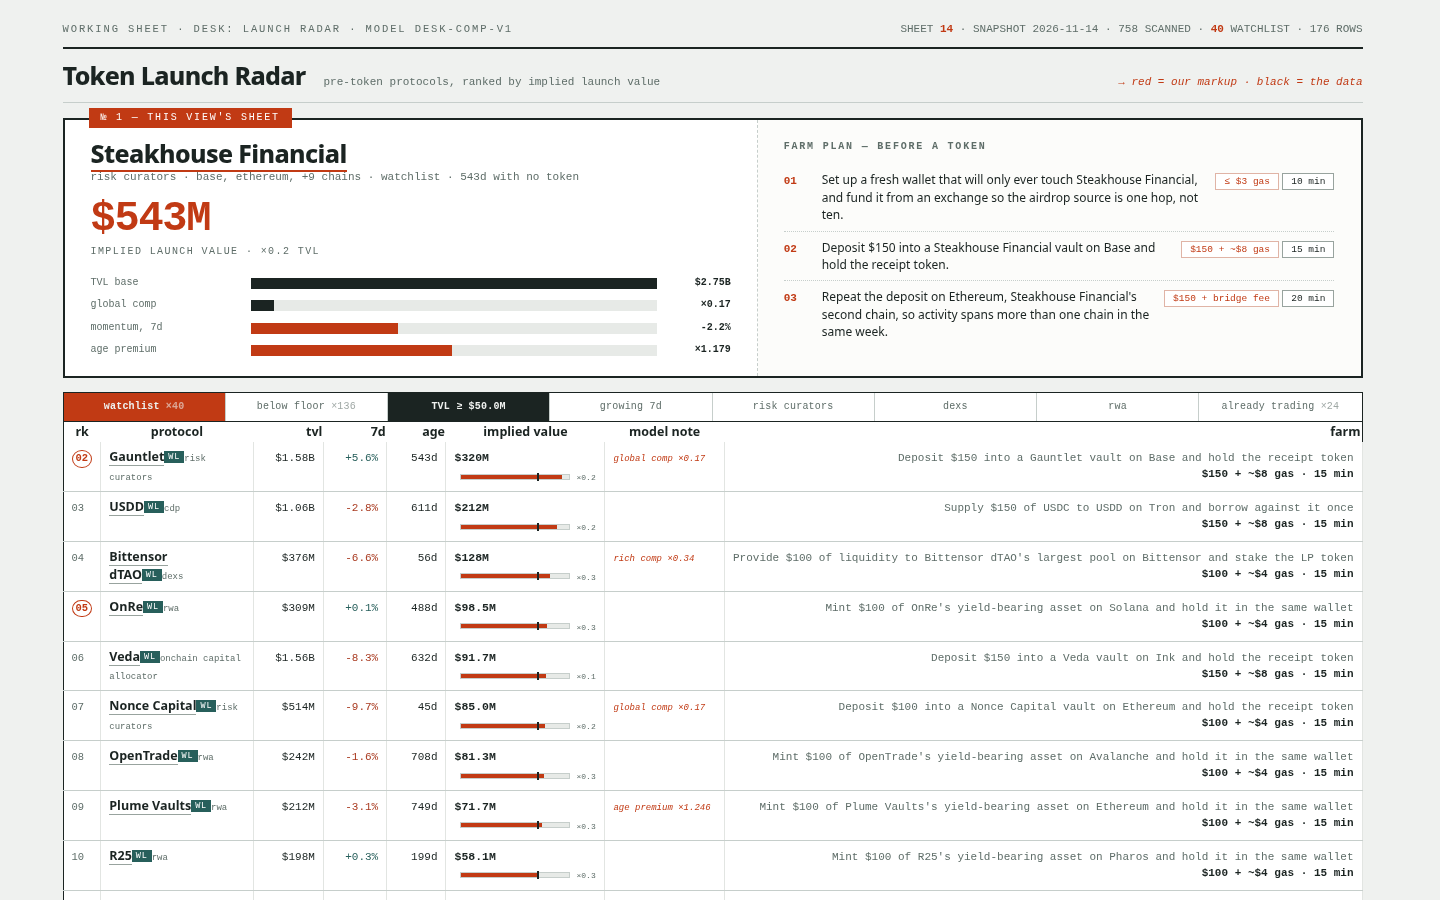 WORKING SHEET · DESK: LAUNCH RADAR · MODEL DESK-COMP-V1
SHEET 14 · SNAPSHOT 2026-11-14 · 758 SCANNED · 40 WATCHLIST · 176 ROWS
Token Launch Radar pre-token protocols, ranked by implied launch value
→ red = our markup · black = the data
№ 1 — THIS VIEW'S SHEET
Steakhouse Financial
risk curators · base, ethereum, +9 chains · watchlist · 543d with no token
$543M
IMPLIED LAUNCH VALUE · ×0.2 TVL
TVL base $2.75B
global comp ×0.17
momentum, 7d -2.2%
age premium ×1.179
FARM PLAN — BEFORE A TOKEN
01 Set up a fresh wallet that will only ever touch Steakhouse Financial, ≤ $3 gas 10 min
and fund it from an exchange so the airdrop source is one hop, not
ten.
02 Deposit $150 into a Steakhouse Financial vault on Base and $150 + ~$8 gas 15 min
hold the receipt token.
03 Repeat the deposit on Ethereum, Steakhouse Financial's $150 + bridge fee 20 min
second chain, so activity spans more than one chain in the
same week.
watchlist ×40 below floor ×136 TVL ≥ $50.0M growing 7d risk curators dexs rwa already trading ×24
rk protocol tvl 7d age implied value model note farm
02 Gauntlet WL risk $1.58B +5.6% 543d $320M global comp ×0.17 Deposit $150 into a Gauntlet vault on Base and hold the receipt token
curators ×0.2 $150 + ~$8 gas · 15 min
03 USDD WL cdp $1.06B -2.8% 611d $212M Supply $150 of USDC to USDD on Tron and borrow against it once
×0.2 $150 + ~$8 gas · 15 min
04 Bittensor $376M -6.6% 56d $128M rich comp ×0.34 Provide $100 of liquidity to Bittensor dTAO's largest pool on Bittensor and stake the LP token
dTAO WL dexs ×0.3 $100 + ~$4 gas · 15 min
05 OnRe WL rwa $309M +0.1% 488d $98.5M Mint $100 of OnRe's yield-bearing asset on Solana and hold it in the same wallet
×0.3 $100 + ~$4 gas · 15 min
06 Veda WL onchain capital $1.56B -8.3% 632d $91.7M Deposit $150 into a Veda vault on Ink and hold the receipt token
allocator ×0.1 $150 + ~$8 gas · 15 min
07 Nonce Capital WL risk $514M -9.7% 45d $85.0M global comp ×0.17 Deposit $100 into a Nonce Capital vault on Ethereum and hold the receipt token
curators ×0.2 $100 + ~$4 gas · 15 min
08 OpenTrade WL rwa $242M -1.6% 708d $81.3M Mint $100 of OpenTrade's yield-bearing asset on Avalanche and hold it in the same wallet
×0.3 $100 + ~$4 gas · 15 min
09 Plume Vaults WL rwa $212M -3.1% 749d $71.7M age premium ×1.246 Mint $100 of Plume Vaults's yield-bearing asset on Ethereum and hold it in the same wallet
×0.3 $100 + ~$4 gas · 15 min
10 R25 WL rwa $198M +0.3% 199d $58.1M Mint $100 of R25's yield-bearing asset on Pharos and hold it in the same wallet
×0.3 $100 + ~$4 gas · 15 min